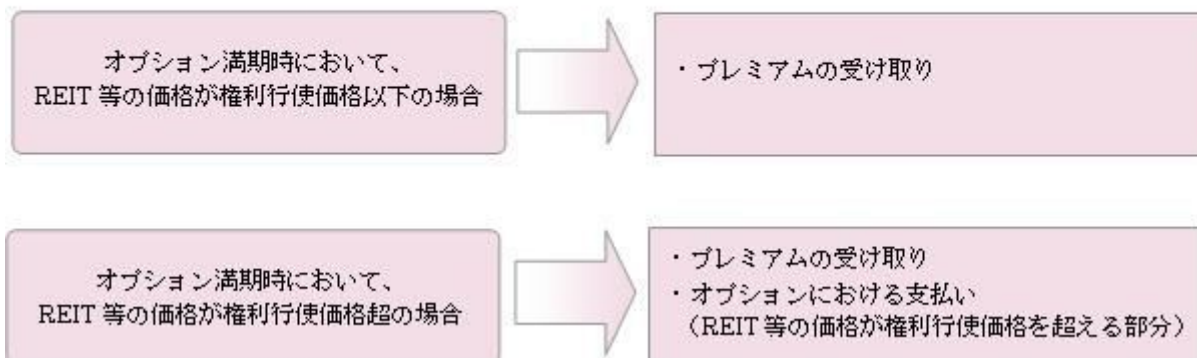 オプション満期時において、
REIT 等の価格が権利行使価格以下の場合
・プレミアムの受け取り
オプション満期時において、
REIT 等の価格が権利行使価格超の場合
・プレミアムの受け取り
・オプションにおける支払い
（REIT 等の価格が権利行使価格を超える部分）